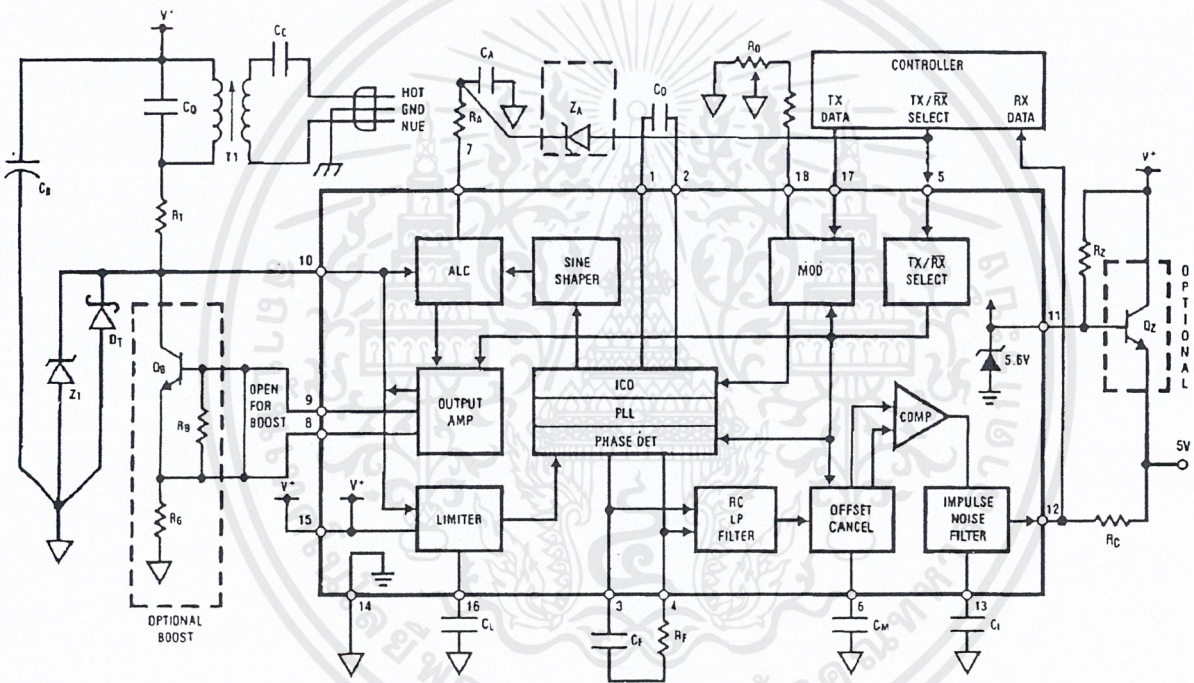 V+
CC
CONTROLLER
TX DATA
TX/RX SELECT
RX DATA
CA
ZA
CO
RO
HOT
GND
NUE
CQ
T1
RA
CB
7
1
2
18
17
5
V+
RT
10
ALC
SINE SHAPER
MOD
TX/RX SELECT
RZ
QZ
OPTIONAL
11
5.6V
DT
ZT
QB
OPEN FOR BOOST
RB
9
8
OUTPUT AMP
ICO
PLL
PHASE DET
COMP
5V
V+
V+
RG
15
LIMITER
RC LP FILTER
OFFSET CANCEL
IMPULSE NOISE FILTER
12
RC
14
16
3
4
6
13
CL
CF
RF
CM
CI
OPTIONAL BOOST